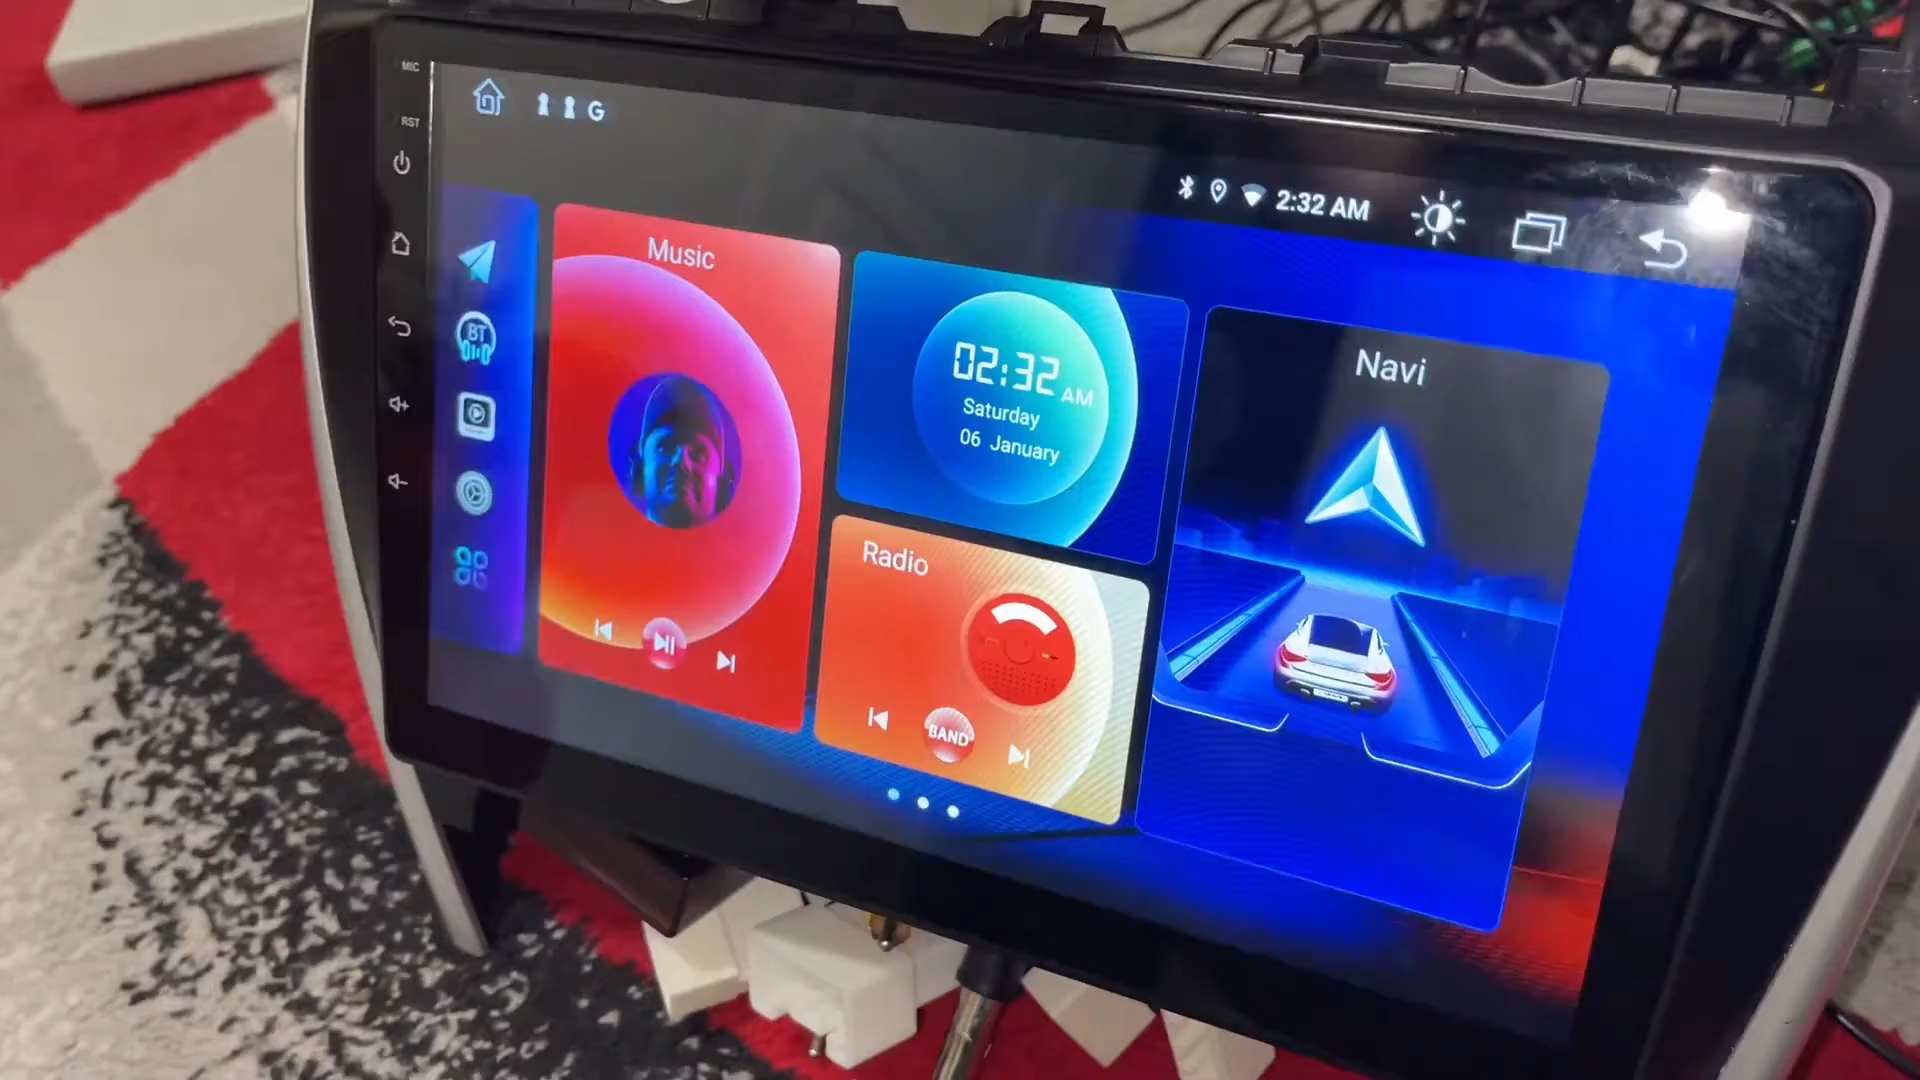 MIC
RST
G
2:32 AM
BT
Music
02:32 AM
Saturday
06 January
Navi
Radio
BAND